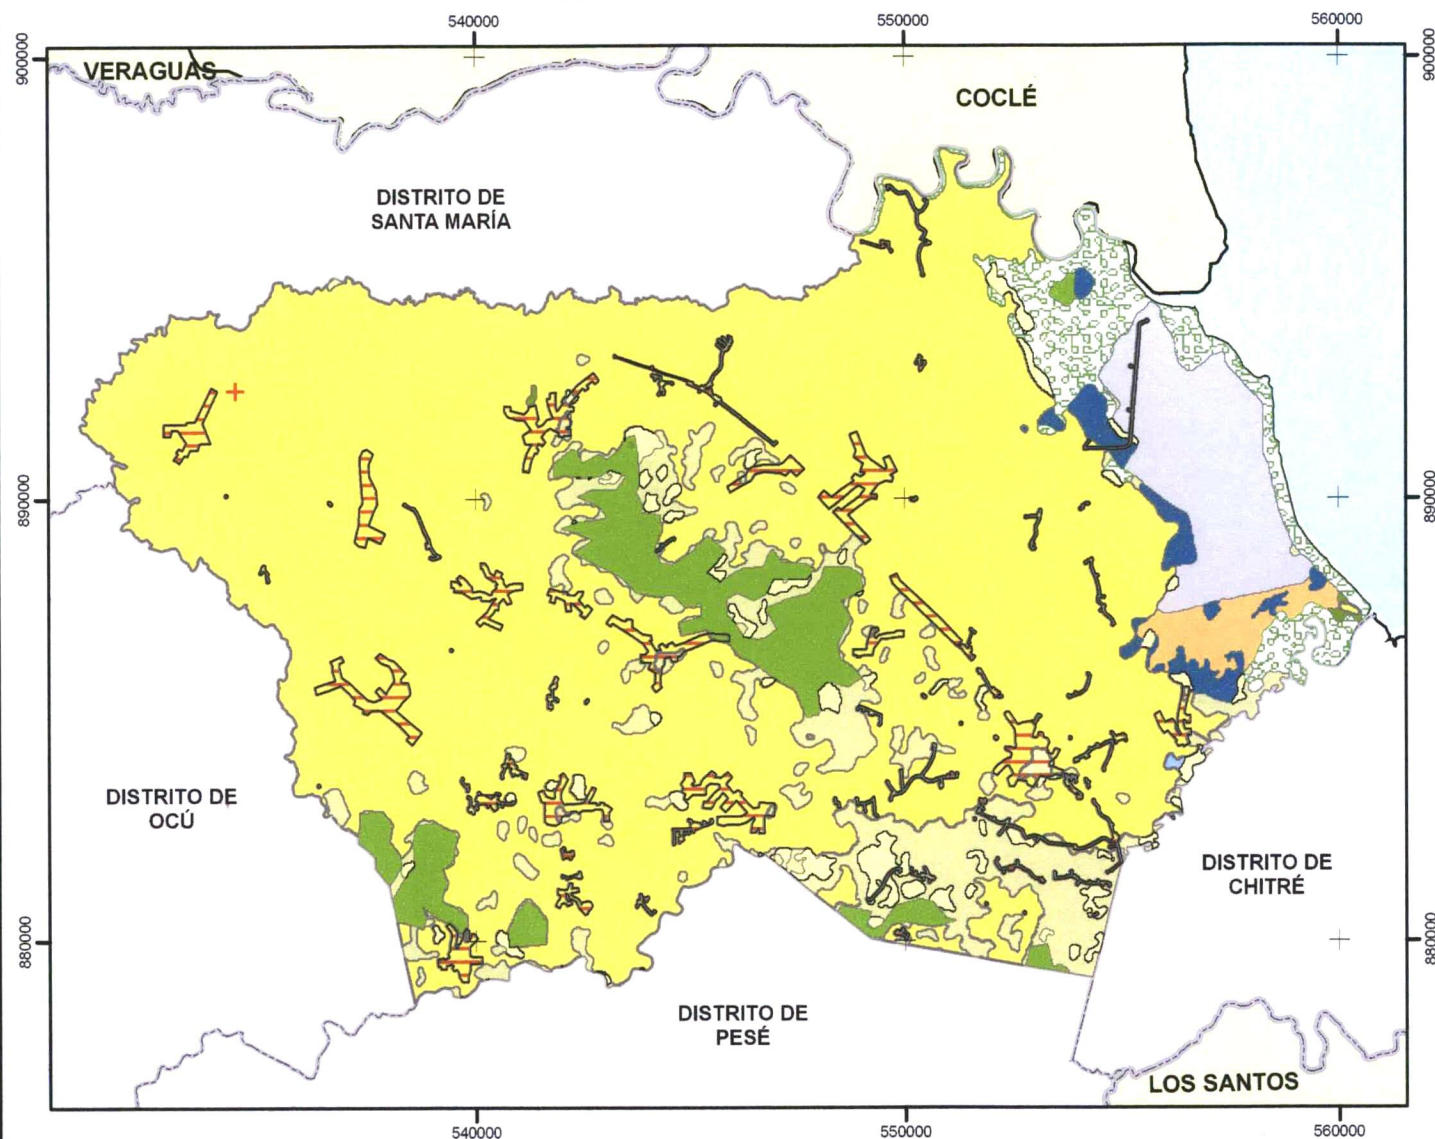 540000
550000
560000
900000
900000
VERAGUAS
COCLÉ
DISTRITO DE
SANTA MARÍA
890000
890000
DISTRITO DE
OCÚ
DISTRITO DE
CHITRÉ
880000
880000
DISTRITO DE
PESÉ
LOS SANTOS
540000
550000
560000